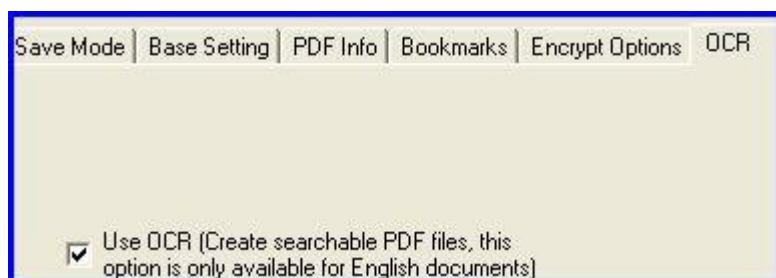 Save Mode Base Setting PDF Info Bookmarks Encrypt Options OCR
Use OCR (Create searchable PDF files, this
option is only available for English documents)